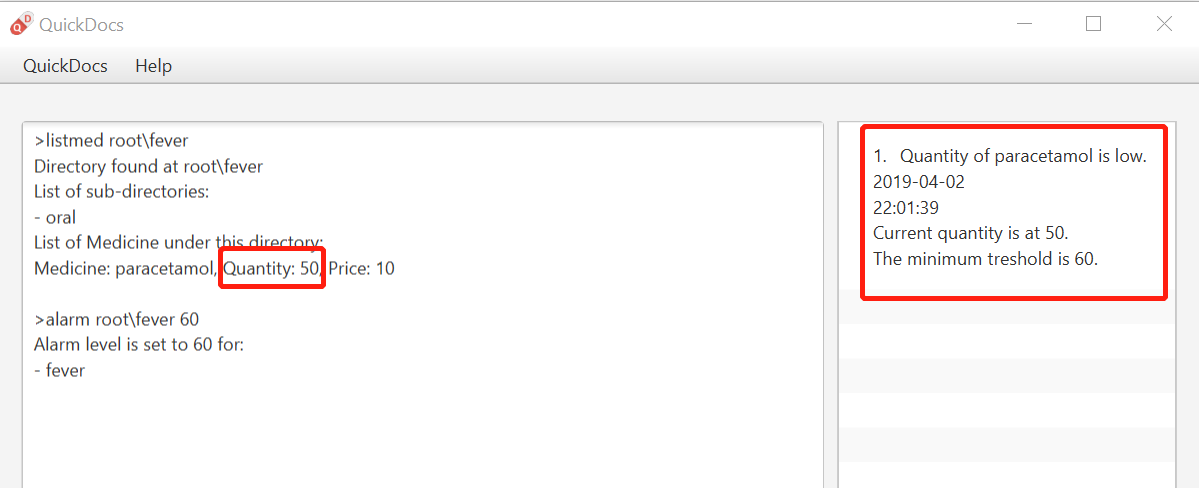 QuickDocs
QuickDocs Help
>listmed root\fever
Directory found at root\fever
List of sub-directories:
- oral
List of Medicine under this directory:
Medicine: paracetamol, Quantity: 50, Price: 10
>alarm root\fever 60
Alarm level is set to 60 for:
- fever
1. Quantity of paracetamol is low.
2019-04-02
22:01:39
Current quantity is at 50.
The minimum treshold is 60.